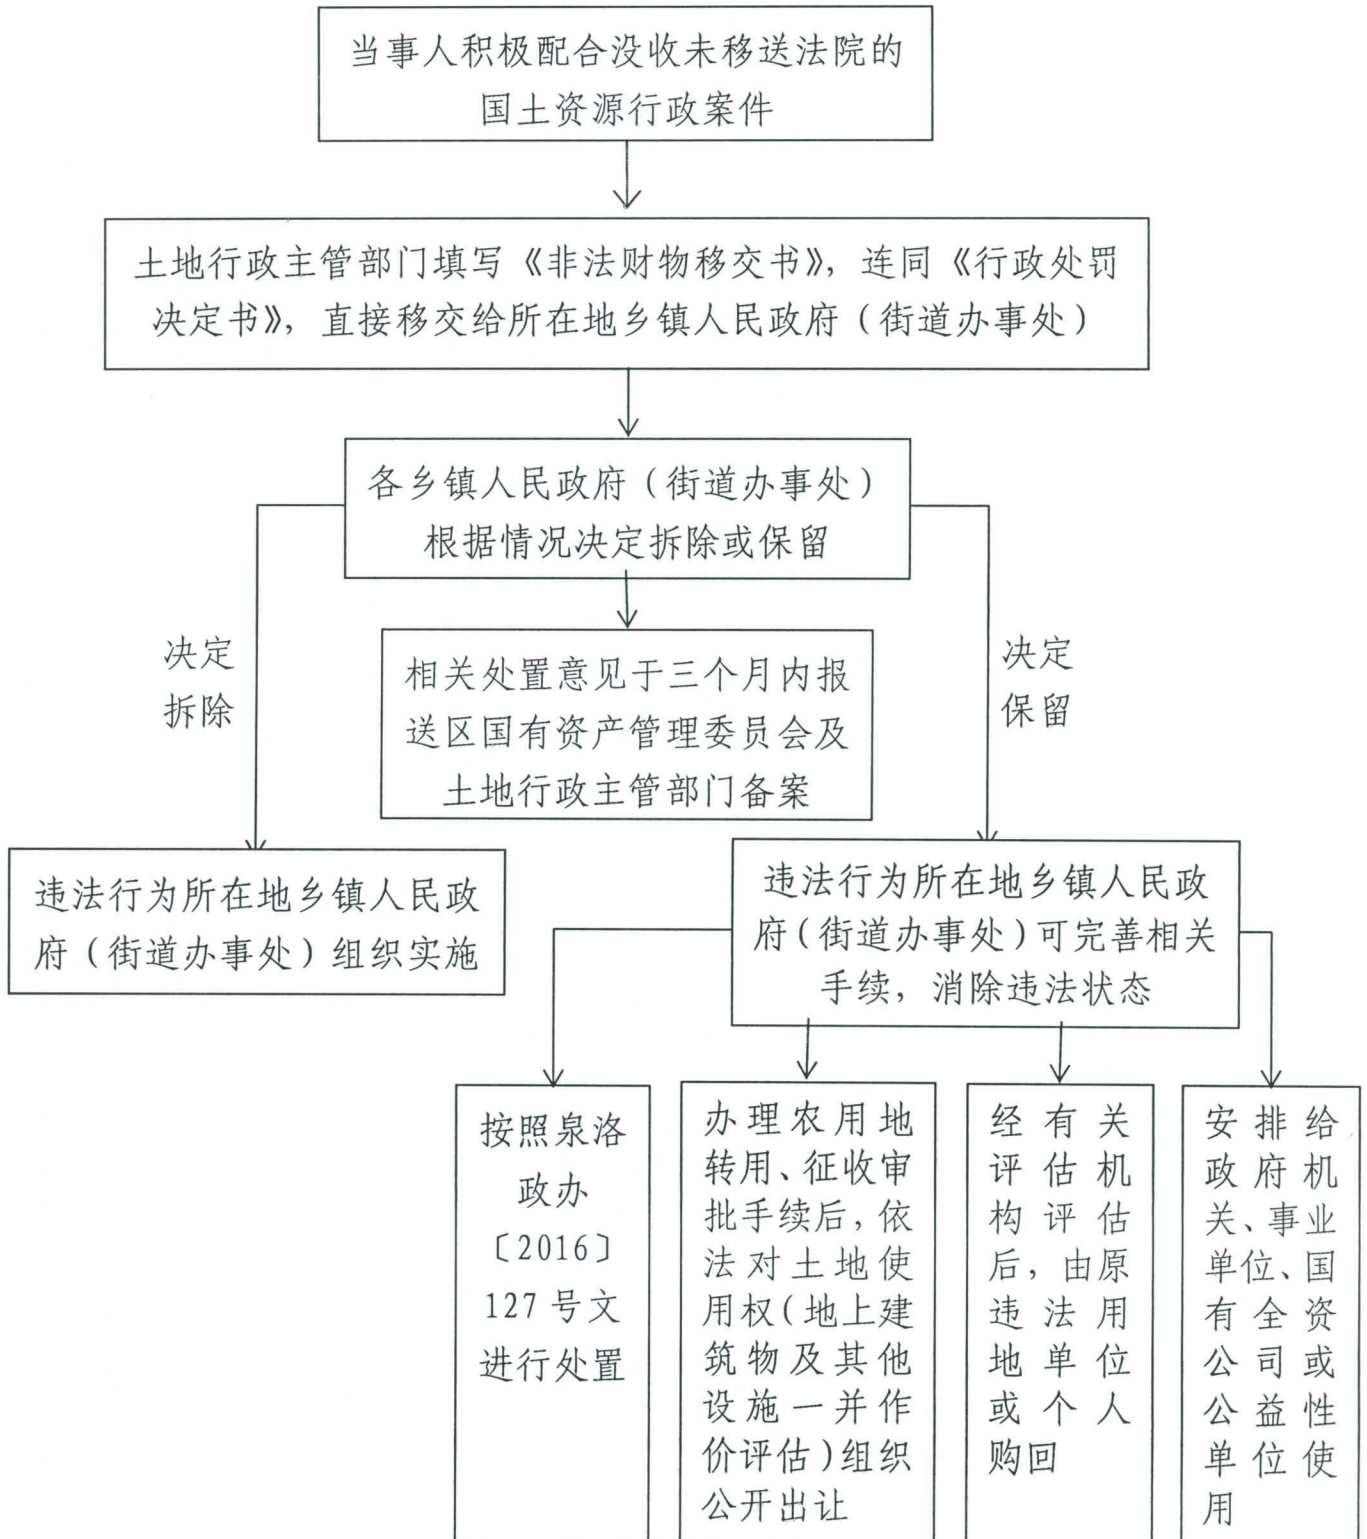 当事人积极配合没收未移送法院的
国土资源行政案件
土地行政主管部门填写《非法财物移交书》，连同《行政处罚
决定书》，直接移交给所在地乡镇人民政府（街道办事处）
各乡镇人民政府（街道办事处）
根据情况决定拆除或保留
决定
拆除
相关处置意见于三个月内报
送区国有资产管理委员会及
土地行政主管部门备案
决定
保留
违法行为所在地乡镇人民政
府（街道办事处）组织实施
违法行为所在地乡镇人民政
府（街道办事处）可完善相关
手续，消除违法状态
按照泉洛
政办
〔2016〕
127号文
进行处置
办理农用地
转用、征收审
批手续后，依
法对土地使
用权（地上建
筑物及其他
设施一并作
价评估）组织
公开出让
经有关
评估机
构评估
后，由原
违法用
地单位
或个人
购回
安排给
政府机
关、事业
单位、国
有全资
公司或
公益性
单位使
用